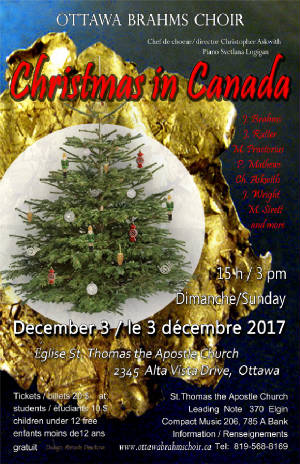 OTTAWA BRAHMS CHOIR
Chef de choeur / director Christopher Askwith
Piano Svetlana Logigan
Christmas in Canada
J. Brahms
J. Rutter
M. Praetorius
P. Mathews
Ch. Askwith
J. Wright
M. Sirett
and more
15 h / 3 pm
Dimanche/Sunday
December 3 / le 3 décembre 2017
Église St. Thomas the Apostle Church
2345 Alta Vista Drive, Ottawa
Tickets / billets 20 $ at
students / étudiants 10 $
children under 12 free
enfants moins de12 ans
gratuit
St.Thomas the Apostle Church
Leading Note 370 Elgin
Compact Music 206, 785 A Bank
Information / Renseignements
www.ottawabrahmschoir.ca Tel: 819-568-8169